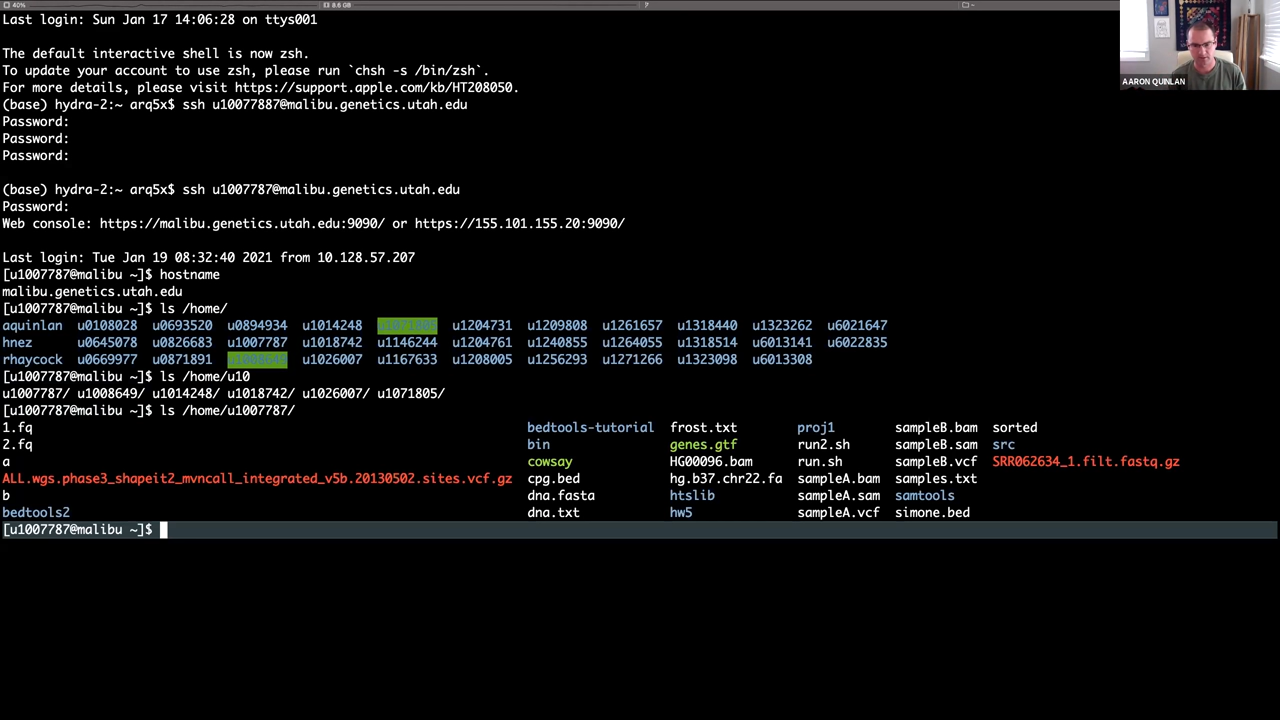 40%
8.6 GB
Last login: Sun Jan 17 14:06:28 on ttys001
The default interactive shell is now zsh.
To update your account to use zsh, please run `chsh -s /bin/zsh`.
For more details, please visit https://support.apple.com/kb/HT208050.
(base) hydra-2:~ arq5x$ ssh u10077887@malibu.genetics.utah.edu
Password:
Password:
Password:
(base) hydra-2:~ arq5x$ ssh u1007787@malibu.genetics.utah.edu
Password:
Web console: https://malibu.genetics.utah.edu:9090/ or https://155.101.155.20:9090/
Last login: Tue Jan 19 08:32:40 2021 from 10.128.57.207
[u1007787@malibu ~]$ hostname
malibu.genetics.utah.edu
[u1007787@malibu ~]$ ls /home/
aquinlan u0108028 u0693520 u0894934 u1014248 u1071805 u1204731 u1209808 u1261657 u1318440 u1323262 u6021647
hnez u0645078 u0826683 u1007787 u1018742 u1146244 u1204761 u1240855 u1264055 u1318514 u6013141 u6022835
rhaycock u0669977 u0871891 u1008649 u1026007 u1167633 u1208005 u1256293 u1271266 u1323098 u6013308
[u1007787@malibu ~]$ ls /home/u10
u1007787/ u1008649/ u1014248/ u1018742/ u1026007/ u1071805/
[u1007787@malibu ~]$ ls /home/u1007787/
1.fq bedtools-tutorial frost.txt proj1 sampleB.bam sorted
2.fq bin genes.gtf run2.sh sampleB.sam src
a cowsay HG00096.bam run.sh sampleB.vcf SRR062634_1.filt.fastq.gz
ALL.wgs.phase3_shapeit2_mvncall_integrated_v5b.20130502.sites.vcf.gz cpg.bed hg.b37.chr22.fa sampleA.bam samples.txt
b dna.fasta htslib sampleA.sam samtools
bedtools2 dna.txt hw5 sampleA.vcf simone.bed
[u1007787@malibu ~]$
AARON QUINLAN